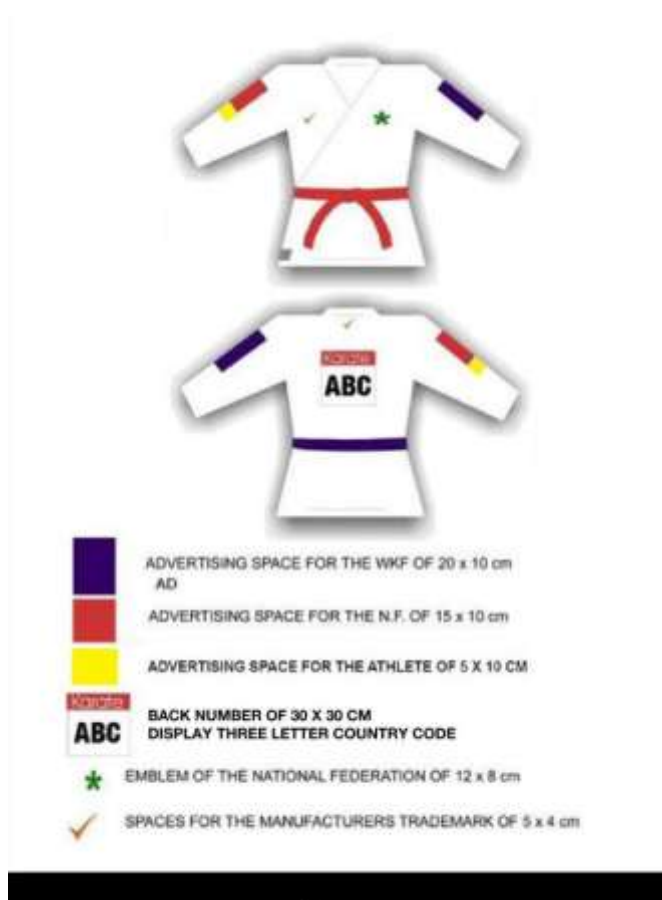 Karate
ABC
ADVERTISING SPACE FOR THE WKF OF 20 x 10 cm
AD
ADVERTISING SPACE FOR THE N.F. OF 15 x 10 cm
ADVERTISING SPACE FOR THE ATHLETE OF 5 X 10 CM
Karate
ABC
BACK NUMBER OF 30 X 30 CM
DISPLAY THREE LETTER COUNTRY CODE
EMBLEM OF THE NATIONAL FEDERATION OF 12 x 8 cm
SPACES FOR THE MANUFACTURERS TRADEMARK OF 5 x 4 cm